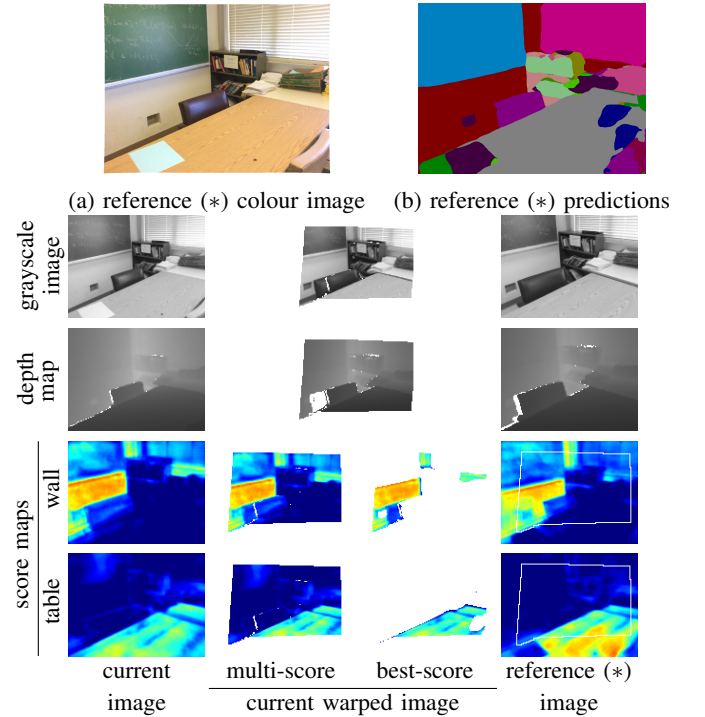 (a) reference (∗) colour image
(b) reference (∗) predictions
grayscale
image
depth
map
score maps
wall
table
current
image
multi-score
best-score
current warped image
reference (∗)
image